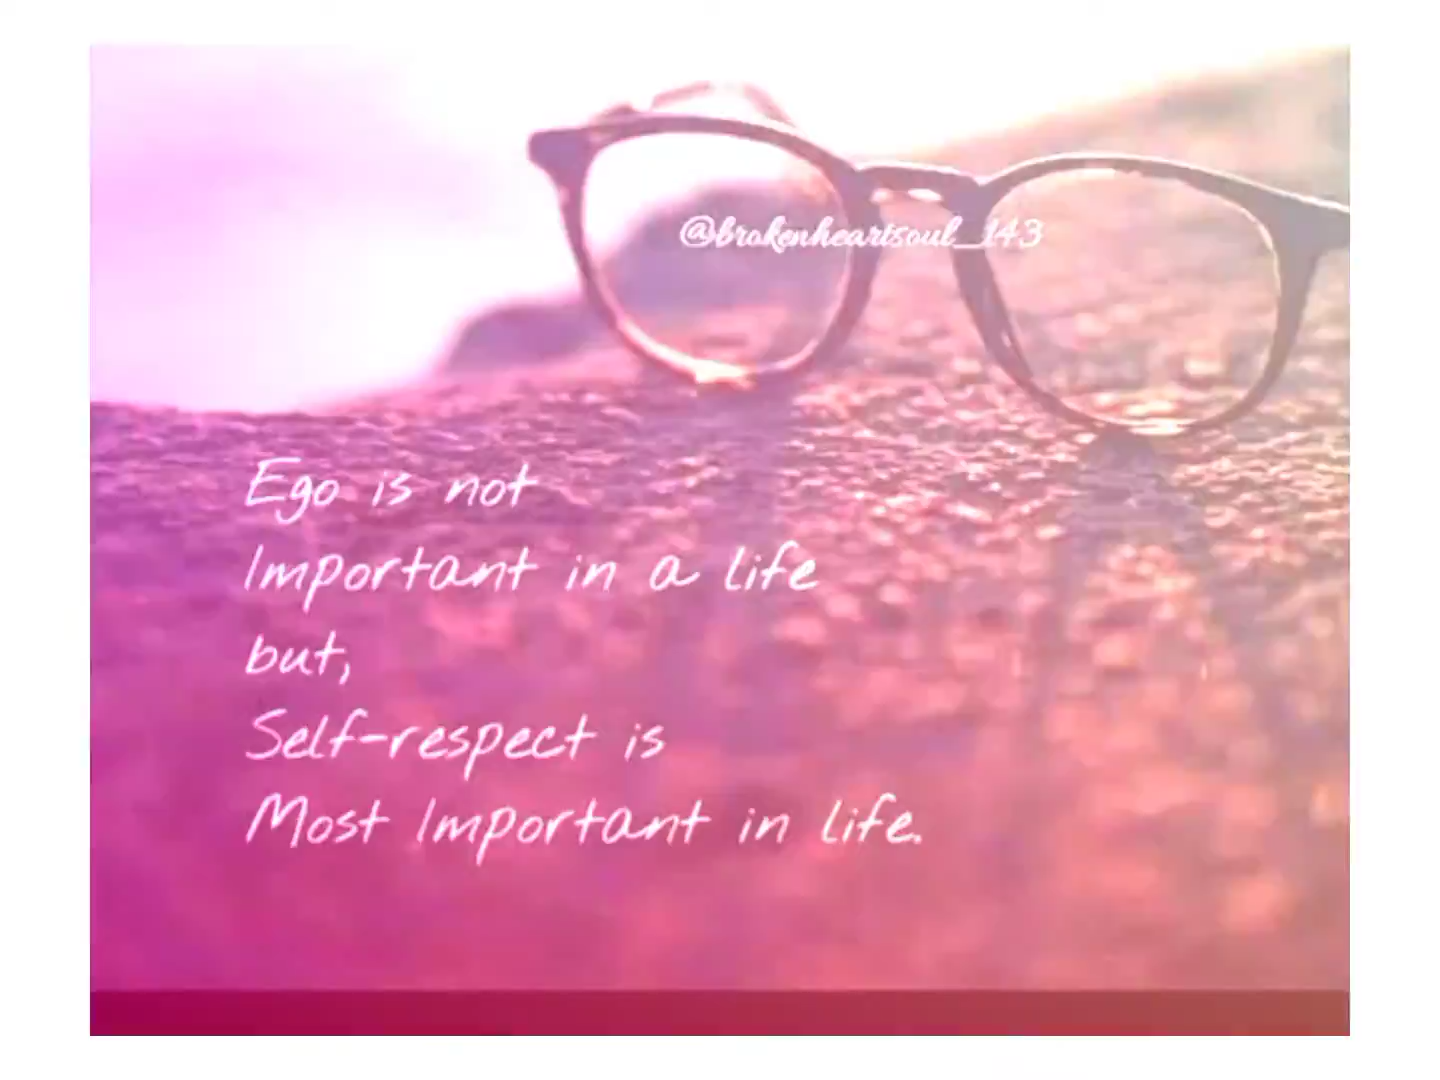 @brokenheartsoul_143
Ego is not
Important in a life
but,
Self-respect is
Most Important in life.